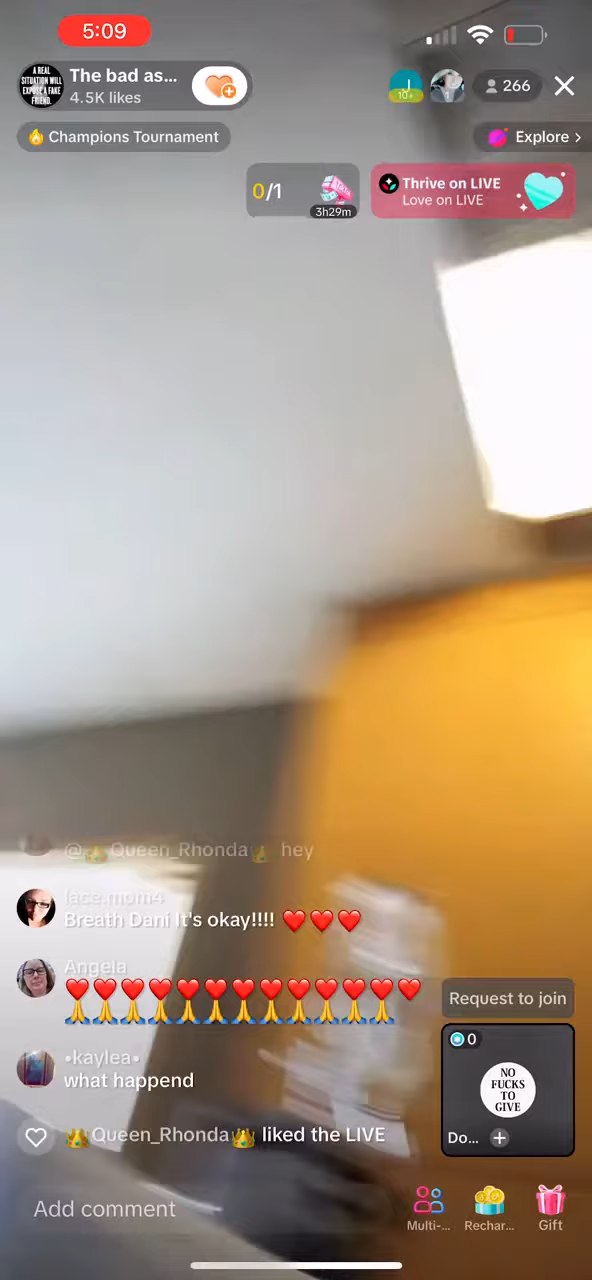 5:09
A REAL
SITUATION WILL
EXPOSE A FAKE
FRIEND.
The bad as...
4.5K likes
10+
266
🔥 Champions Tournament
Explore >
0/1
3h29m
Thrive on LIVE
Love on LIVE
@👑Queen_Rhonda👑 hey
lace.mom4
Breath Dani It's okay!!!! ❤️❤️❤️
Angela
❤️❤️❤️❤️❤️❤️❤️❤️❤️❤️❤️❤️❤️
🙏🙏🙏🙏🙏🙏🙏🙏🙏🙏🙏🙏
•kaylea•
what happend
👑Queen_Rhonda👑 liked the LIVE
Request to join
0
NO
FUCKS
TO
GIVE
Do...
Add comment
Multi-...
Rechar...
Gift